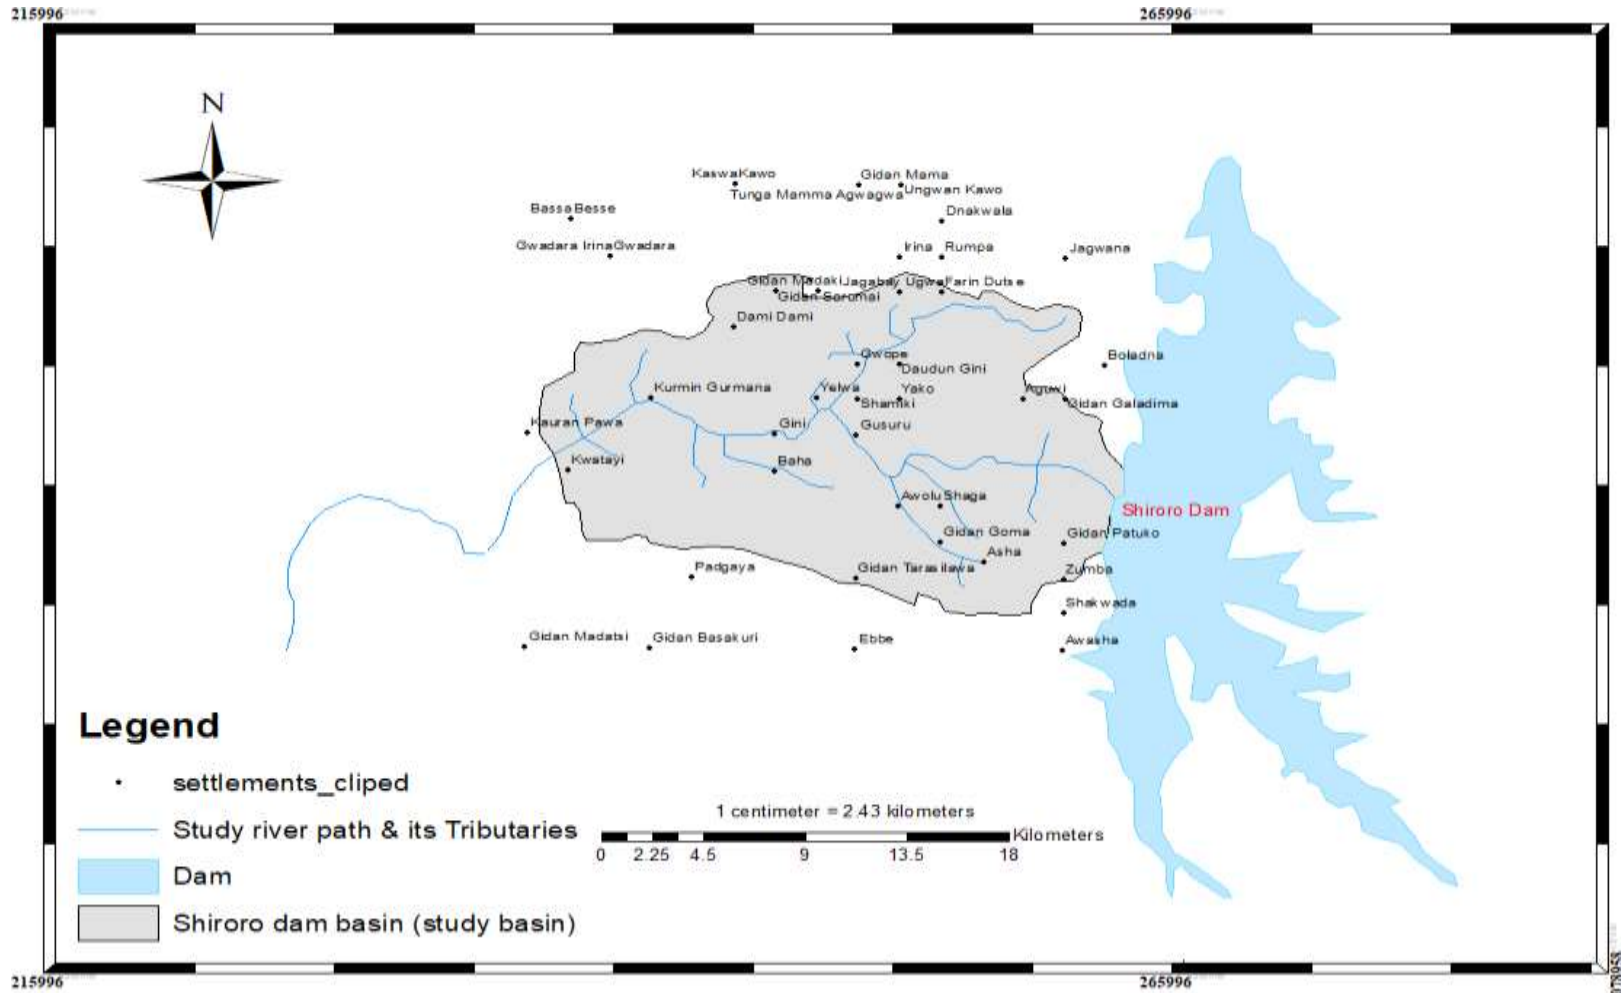 215996 265996
N
KaswaKawo
Gidan Mama
Tunga Mamma Agwagwa
Ungwan Kawo
Bassa Besse
Dnakwala
Gwadara Irina Gwadara
Irina Rumpa
Jagwana
Gidan Madaki Jagabay Ugwa Farin Dutse
Gidan Saromai
Dami Dami
Gwope
Boladna
Daudun Gini
Kurmin Gurmana
Yelwa
Yako
Aguwi
Shamiki
Gidan Galadima
Kauran Pawa
Gini
Gusuru
Kwatayi
Baha
Awolu Shaga
Shiroro Dam
Gidan Goma
Gidan Patuko
Asha
Padgaya
Gidan Tarasilawa
Zumba
Shakwada
Gidan Madatsi
Gidan Basakuri
Ebbe
Awasha
Legend
settlements_cliped
Study river path & its Tributaries
Dam
Shiroro dam basin (study basin)
1 centimeter = 2.43 kilometers
Kilometers
0 2.25 4.5 9 13.5 18
215996 265996